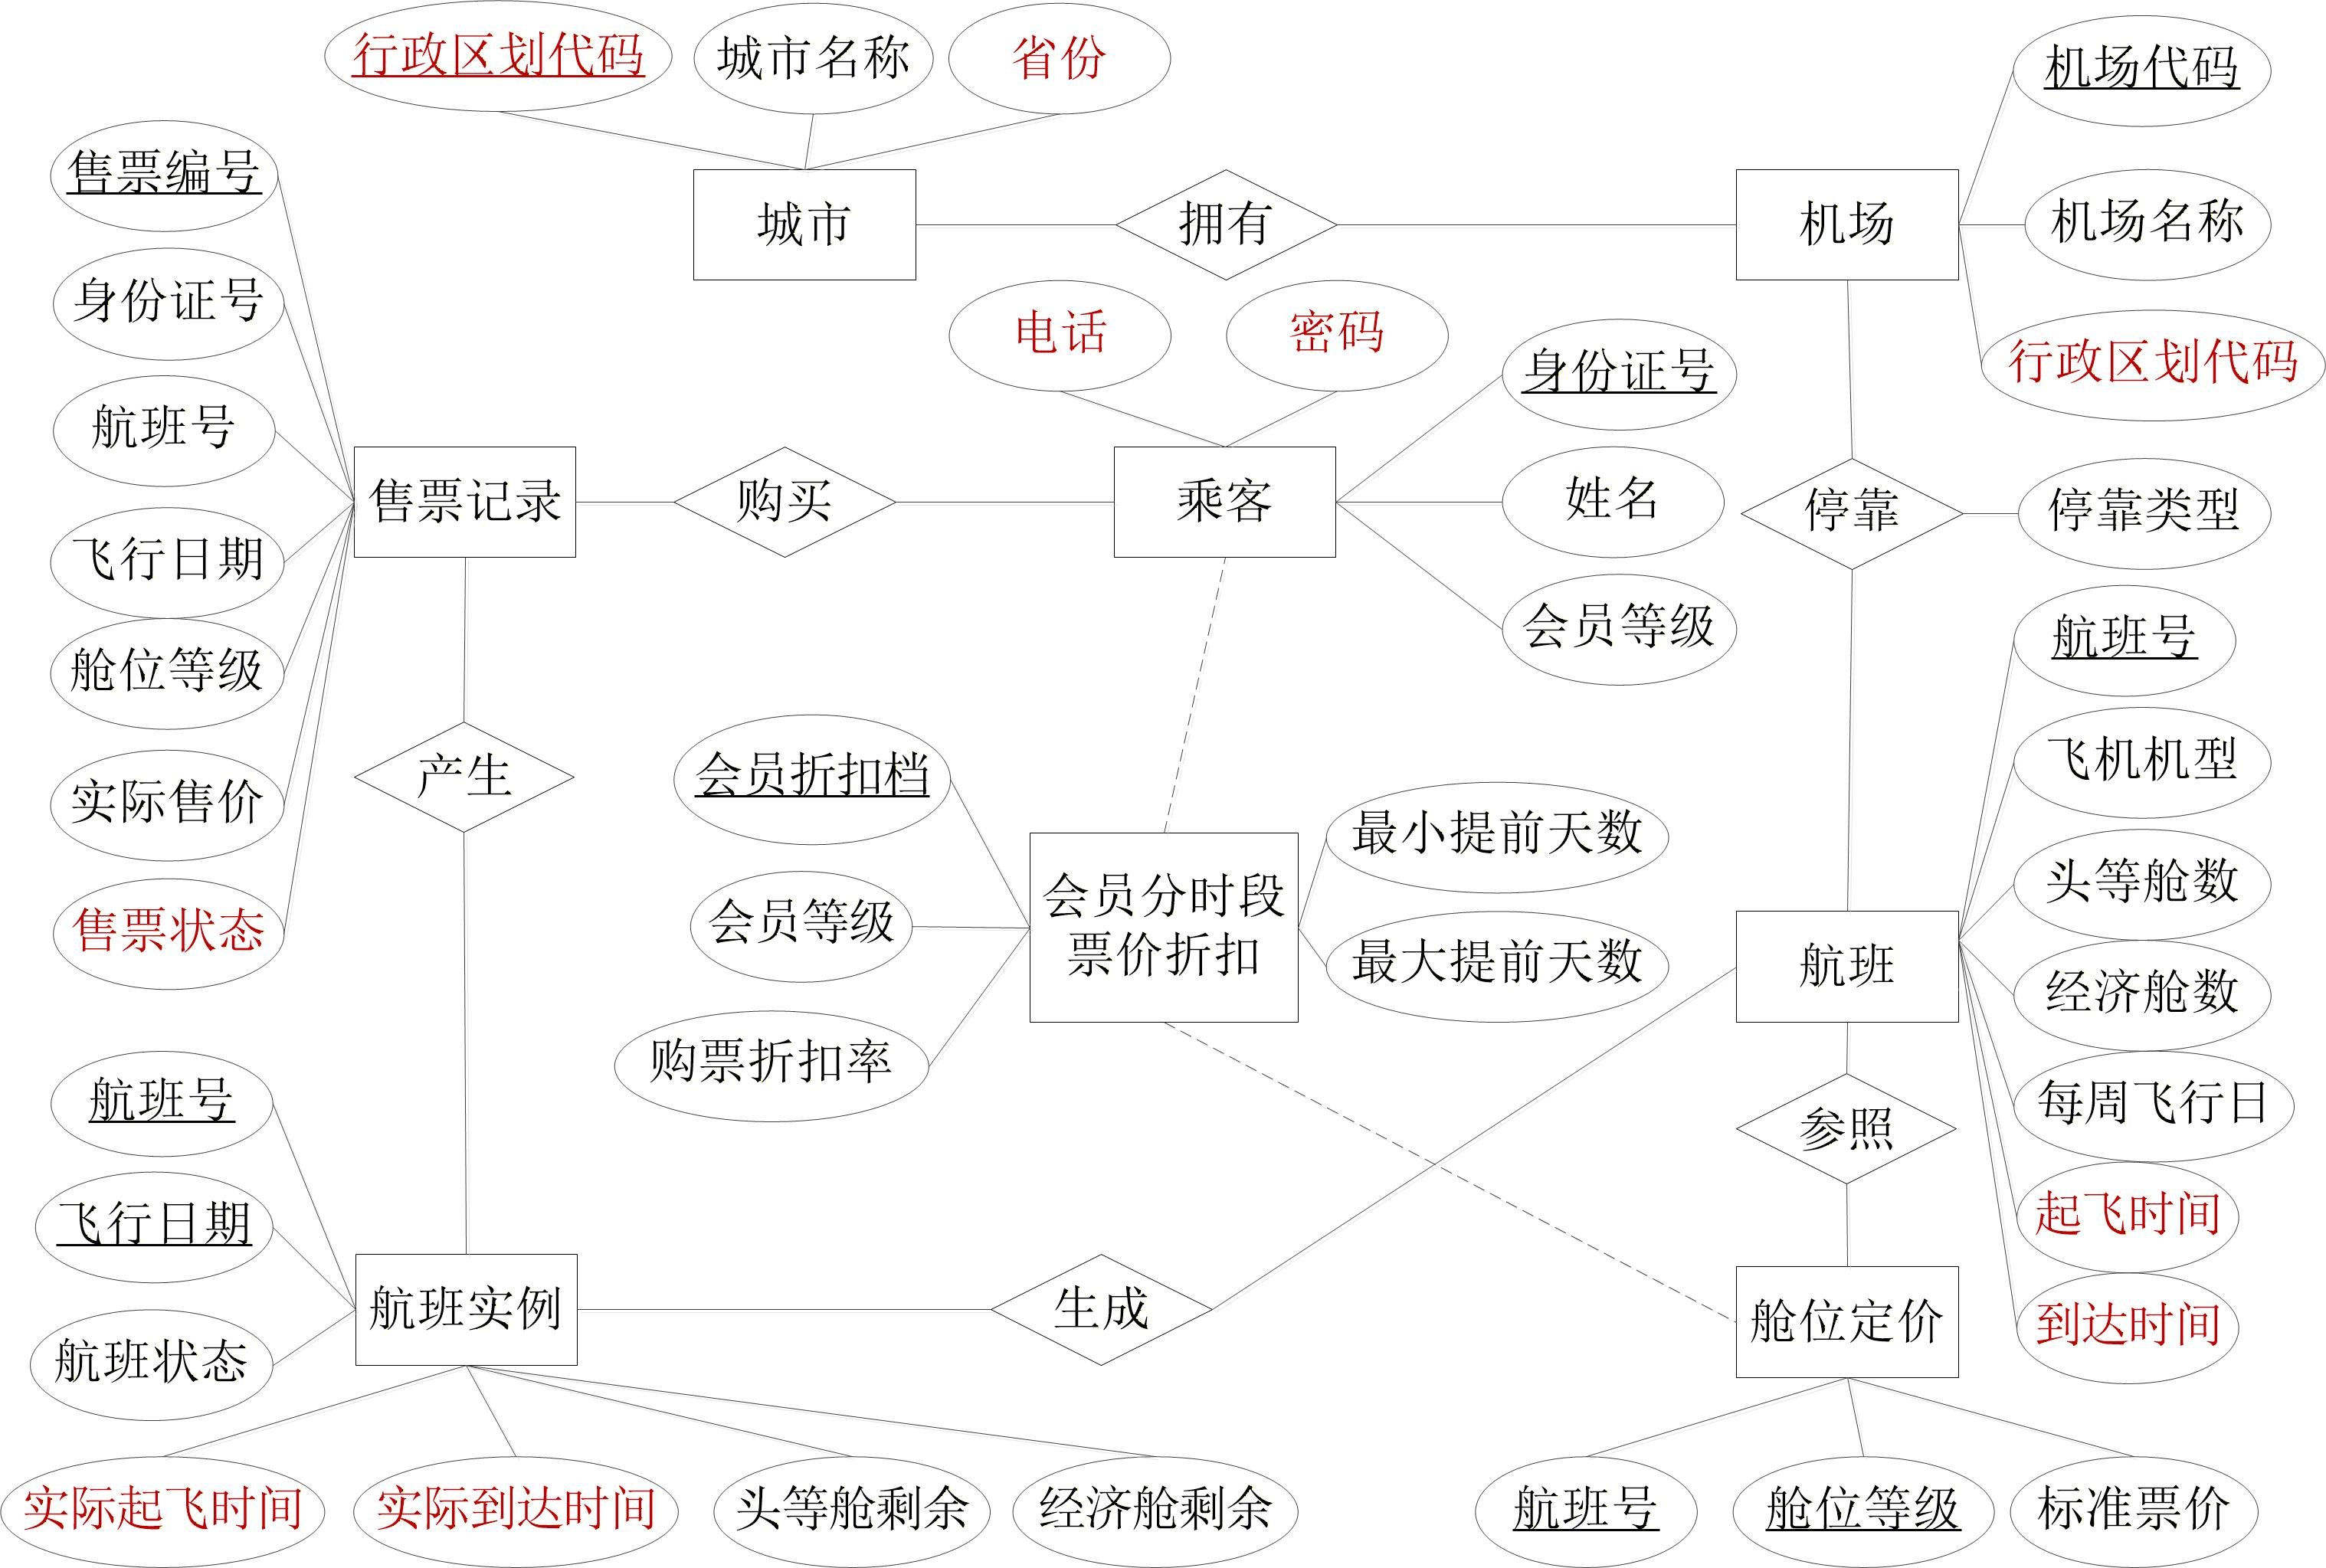 行政区划代码
城市名称
省份
机场代码
售票编号
城市
拥有
机场
机场名称
身份证号
电话
密码
身份证号
行政区划代码
航班号
售票记录
购买
乘客
姓名
停靠
停靠类型
飞行日期
舱位等级
会员等级
航班号
产生
会员折扣档
飞机机型
实际售价
最小提前天数
头等舱数
售票状态
会员等级
会员分时段
票价折扣
最大提前天数
航班
经济舱数
购票折扣率
航班号
参照
每周飞行日
飞行日期
起飞时间
航班实例
生成
舱位定价
到达时间
航班状态
实际起飞时间
实际到达时间
头等舱剩余
经济舱剩余
航班号
舱位等级
标准票价